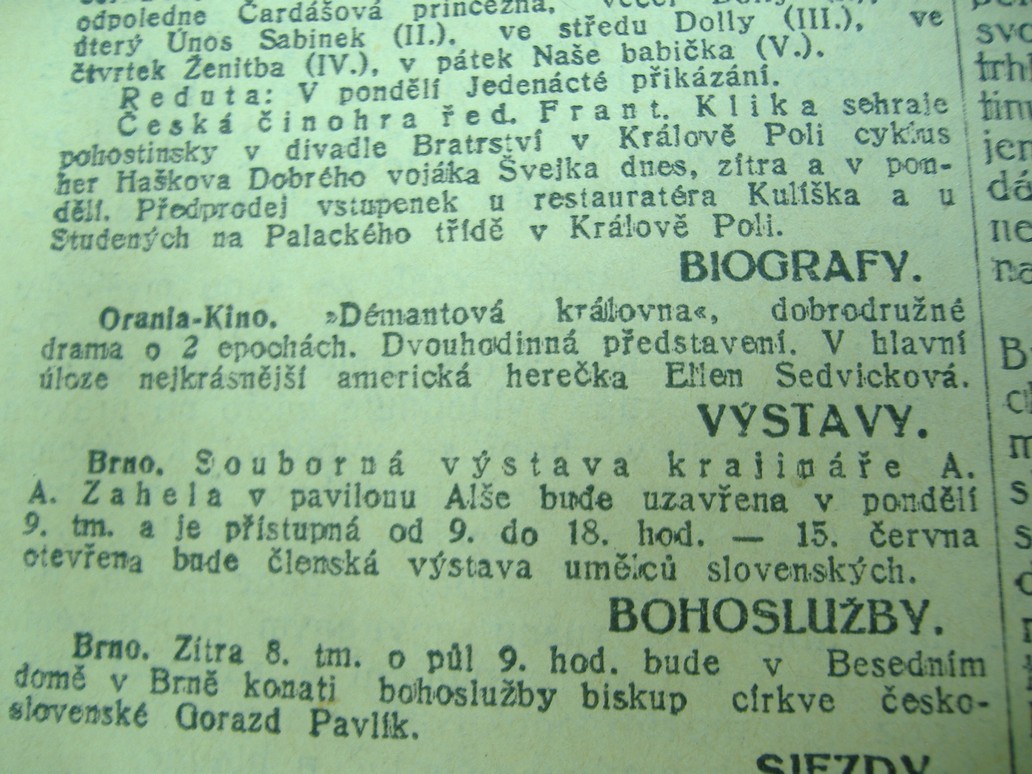 odpoledne Čardášová princezna,
úterý Únos Sabinek (II.), ve středu Dolly (III.), ve
čtvrtek Ženitba (IV.), v pátek Naše babička (V.).
Reduta: V pondělí Jedenácté přikázání.
Česká činohra řed. Frant. Klika sehraje
pohostinsky v divadle Bratrství v Králově Poli cyklus
her Haškova Dobrého vojáka Švejka dnes, zítra a v pon-
dělí. Předprodej vstupenek u restauratéra Kulíška a u
Studených na Palackého třídě v Králově Poli.
BIOGRAFY.
Orania-Kino. »Démantová královna«, dobrodružné
drama o 2 epochách. Dvouhodinná představení. V hlavní
úloze nejkrásnější americká herečka Ellen Sedvicková.
VÝSTAVY.
Brno. Souborná výstava krajináře A.
A. Zahela v pavilonu Alše bude uzavřena v pondělí
9. tm. a je přístupná od 9. do 18. hod. — 15. června
otevřena bude členská výstava umělců slovenských.
BOHOSLUŽBY.
Brno. Zítra 8. tm. o půl 9. hod. bude v Besedním
domě v Brně konati bohoslužby biskup církve česko-
slovenské Gorazd Pavlík.
SJEZDY